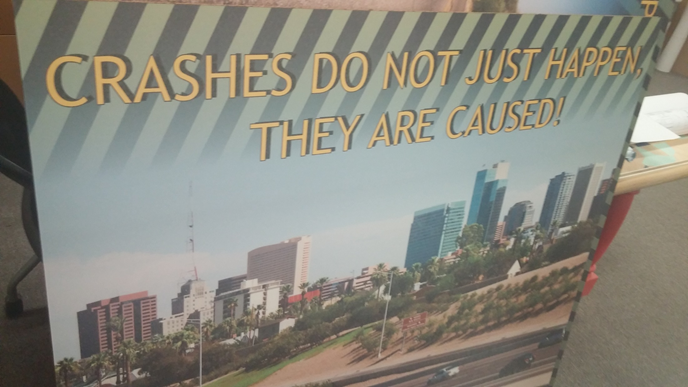 CRASHES DO NOT JUST HAPPEN,
THEY ARE CAUSED!
P